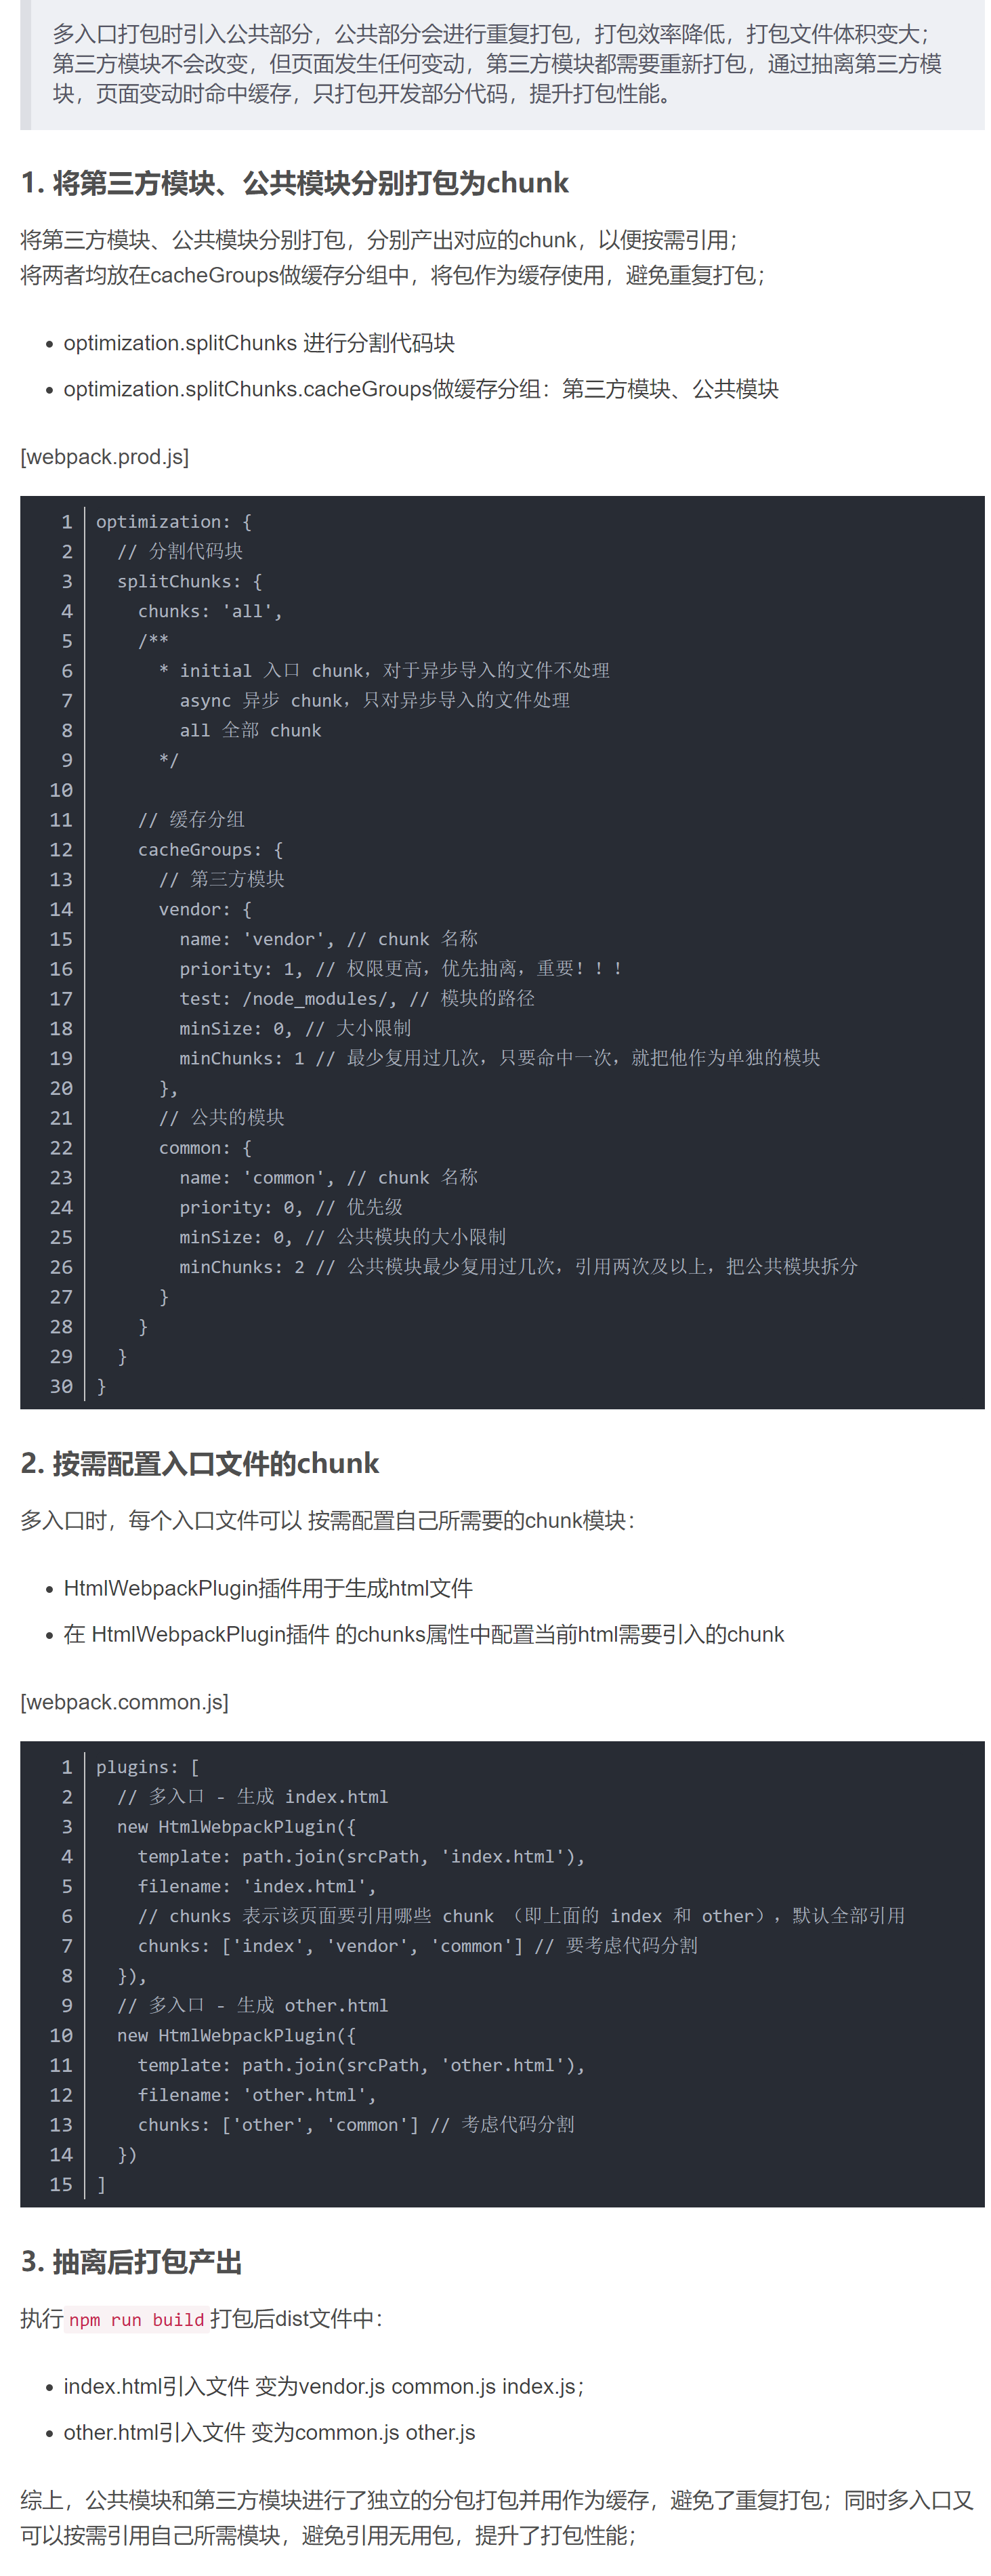 多入口打包时引入公共部分，公共部分会进行重复打包，打包效率降低，打包文件体积变大；
第三方模块不会改变，但页面发生任何变动，第三方模块都需要重新打包，通过抽离第三方模
块，页面变动时命中缓存，只打包开发部分代码，提升打包性能。
1. 将第三方模块、公共模块分别打包为chunk
将第三方模块、公共模块分别打包，分别产出对应的chunk，以便按需引用；
将两者均放在cacheGroups做缓存分组中，将包作为缓存使用，避免重复打包；
• optimization.splitChunks 进行分割代码块
• optimization.splitChunks.cacheGroups做缓存分组：第三方模块、公共模块
[webpack.prod.js]
1 optimization: {
2   // 分割代码块
3   splitChunks: {
4     chunks: 'all',
5     /**
6       * initial 入口 chunk，对于异步导入的文件不处理
7         async 异步 chunk，只对异步导入的文件处理
8         all 全部 chunk
9       */
10
11     // 缓存分组
12     cacheGroups: {
13       // 第三方模块
14       vendor: {
15         name: 'vendor', // chunk 名称
16         priority: 1, // 权限更高，优先抽离，重要！！！
17         test: /node_modules/, // 模块的路径
18         minSize: 0, // 大小限制
19         minChunks: 1 // 最少复用过几次，只要命中一次，就把他作为单独的模块
20       },
21       // 公共的模块
22       common: {
23         name: 'common', // chunk 名称
24         priority: 0, // 优先级
25         minSize: 0, // 公共模块的大小限制
26         minChunks: 2 // 公共模块最少复用过几次，引用两次及以上，把公共模块拆分
27       }
28     }
29   }
30 }
2. 按需配置入口文件的chunk
多入口时，每个入口文件可以 按需配置自己所需要的chunk模块：
• HtmlWebpackPlugin插件用于生成html文件
• 在 HtmlWebpackPlugin插件 的chunks属性中配置当前html需要引入的chunk
[webpack.common.js]
1 plugins: [
2   // 多入口 - 生成 index.html
3   new HtmlWebpackPlugin({
4     template: path.join(srcPath, 'index.html'),
5     filename: 'index.html',
6     // chunks 表示该页面要引用哪些 chunk （即上面的 index 和 other），默认全部引用
7     chunks: ['index', 'vendor', 'common'] // 要考虑代码分割
8   }),
9   // 多入口 - 生成 other.html
10   new HtmlWebpackPlugin({
11     template: path.join(srcPath, 'other.html'),
12     filename: 'other.html',
13     chunks: ['other', 'common'] // 考虑代码分割
14   })
15 ]
3. 抽离后打包产出
执行 npm run build 打包后dist文件中：
• index.html引入文件 变为vendor.js common.js index.js；
• other.html引入文件 变为common.js other.js
综上，公共模块和第三方模块进行了独立的分包打包并用作为缓存，避免了重复打包；同时多入口又
可以按需引用自己所需模块，避免引用无用包，提升了打包性能；